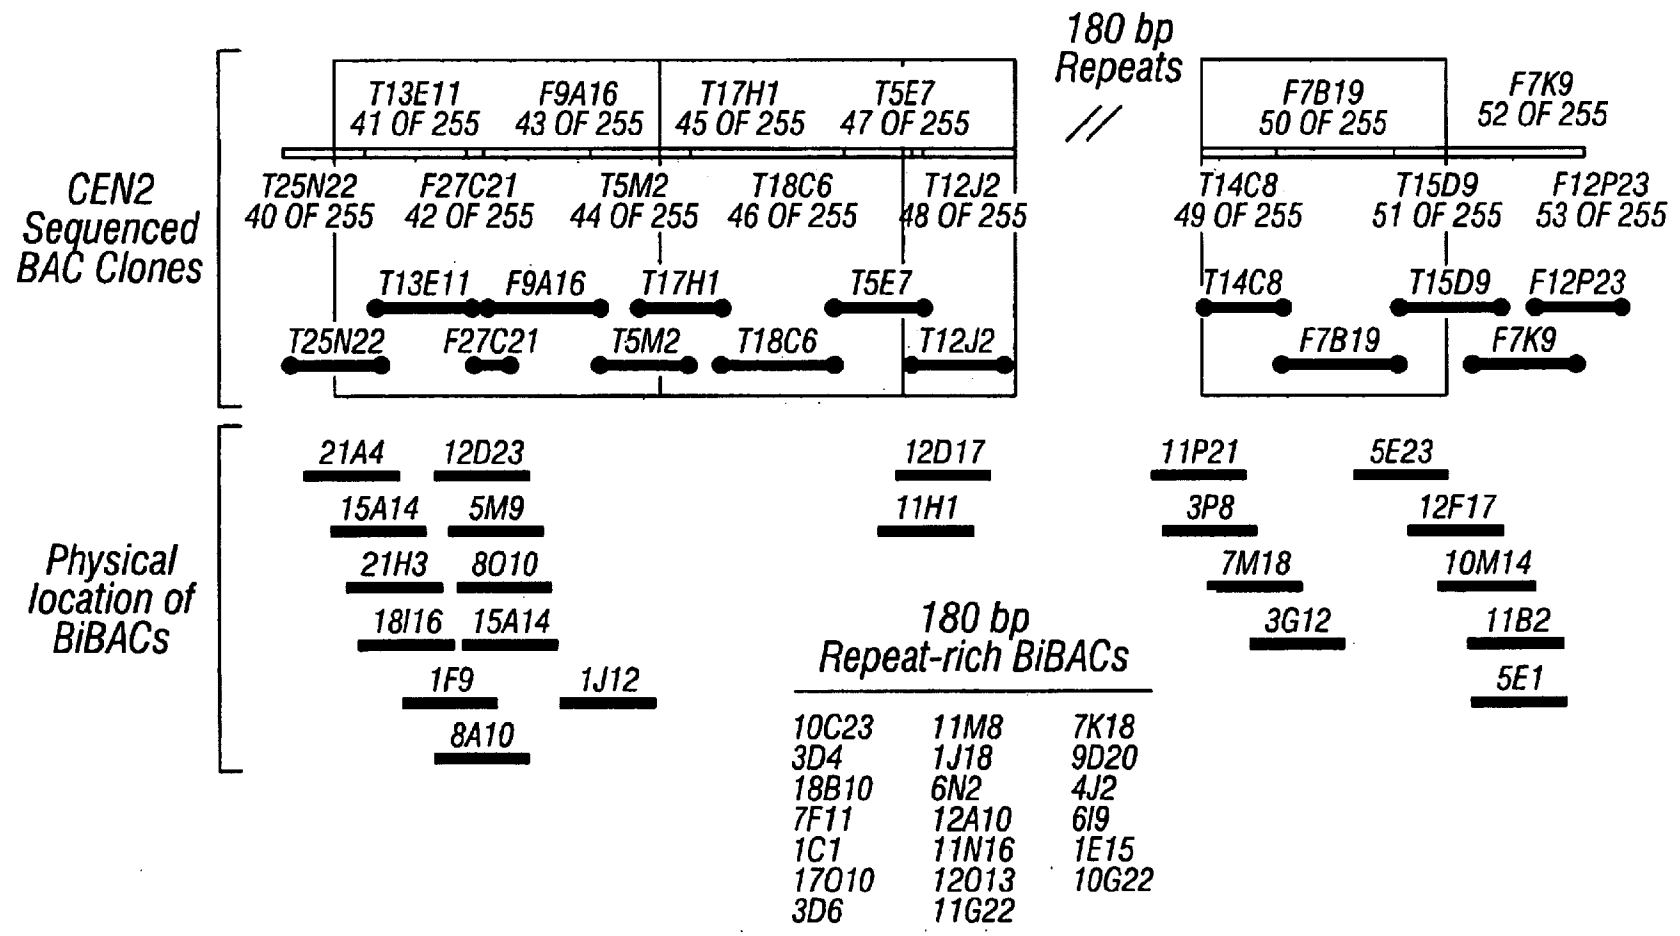 180 bp
Repeats
//
T13E11
41 OF 255
F9A16
43 OF 255
T17H1
45 OF 255
T5E7
47 OF 255
F7B19
50 OF 255
F7K9
52 OF 255
CEN2
Sequenced
BAC Clones
T25N22
40 OF 255
F27C21
42 OF 255
T5M2
44 OF 255
T18C6
46 OF 255
T12J2
48 OF 255
T14C8
49 OF 255
T15D9
51 OF 255
F12P23
53 OF 255
T13E11 F9A16 T17H1 T5E7 T14C8 T15D9 F12P23
T25N22 F27C21 T5M2 T18C6 T12J2 F7B19 F7K9
Physical
location of
BiBACs
21A4 12D23 12D17 11P21 5E23
15A14 5M9 11H1 3P8 12F17
21H3 8O10 7M18 10M14
18I16 15A14 3G12 11B2
1F9 1J12 5E1
8A10
180 bp
Repeat-rich BiBACs
10C23 11M8 7K18
3D4 1J18 9D20
18B10 6N2 4J2
7F11 12A10 6I9
1C1 11N16 1E15
17O10 12O13 10G22
3D6 11G22